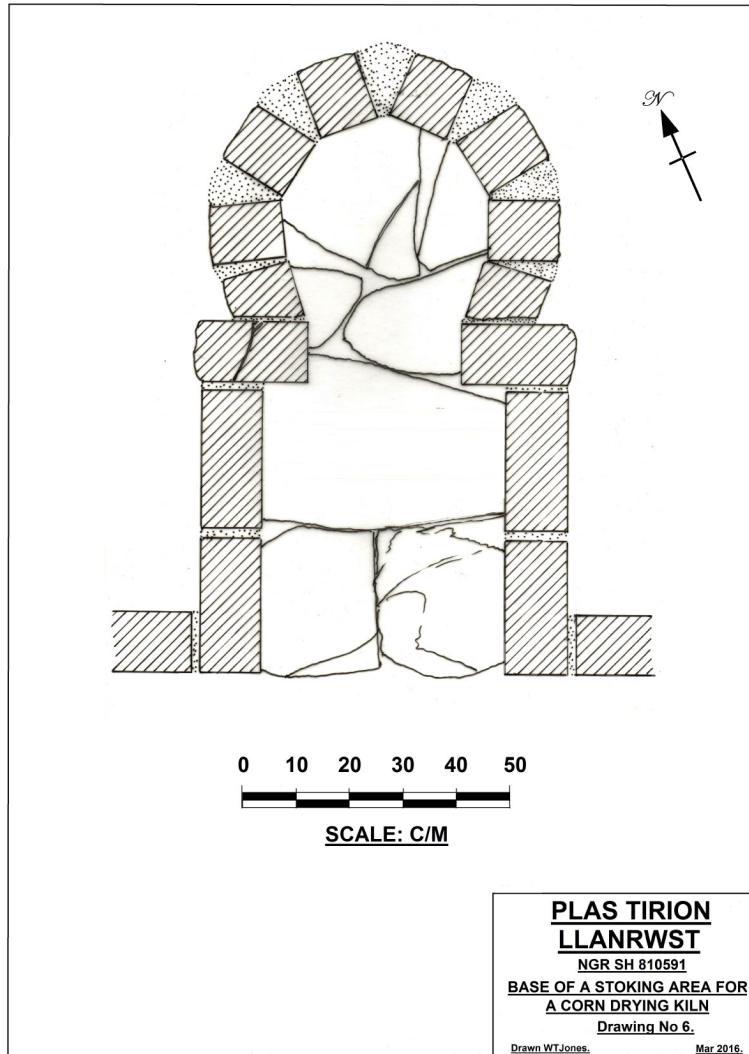 N
0 10 20 30 40 50
SCALE: C/M
PLAS TIRION
LLANRWST
NGR SH 810591
BASE OF A STOKING AREA FOR
A CORN DRYING KILN
Drawing No 6.
Drawn WTJones. Mar 2016.